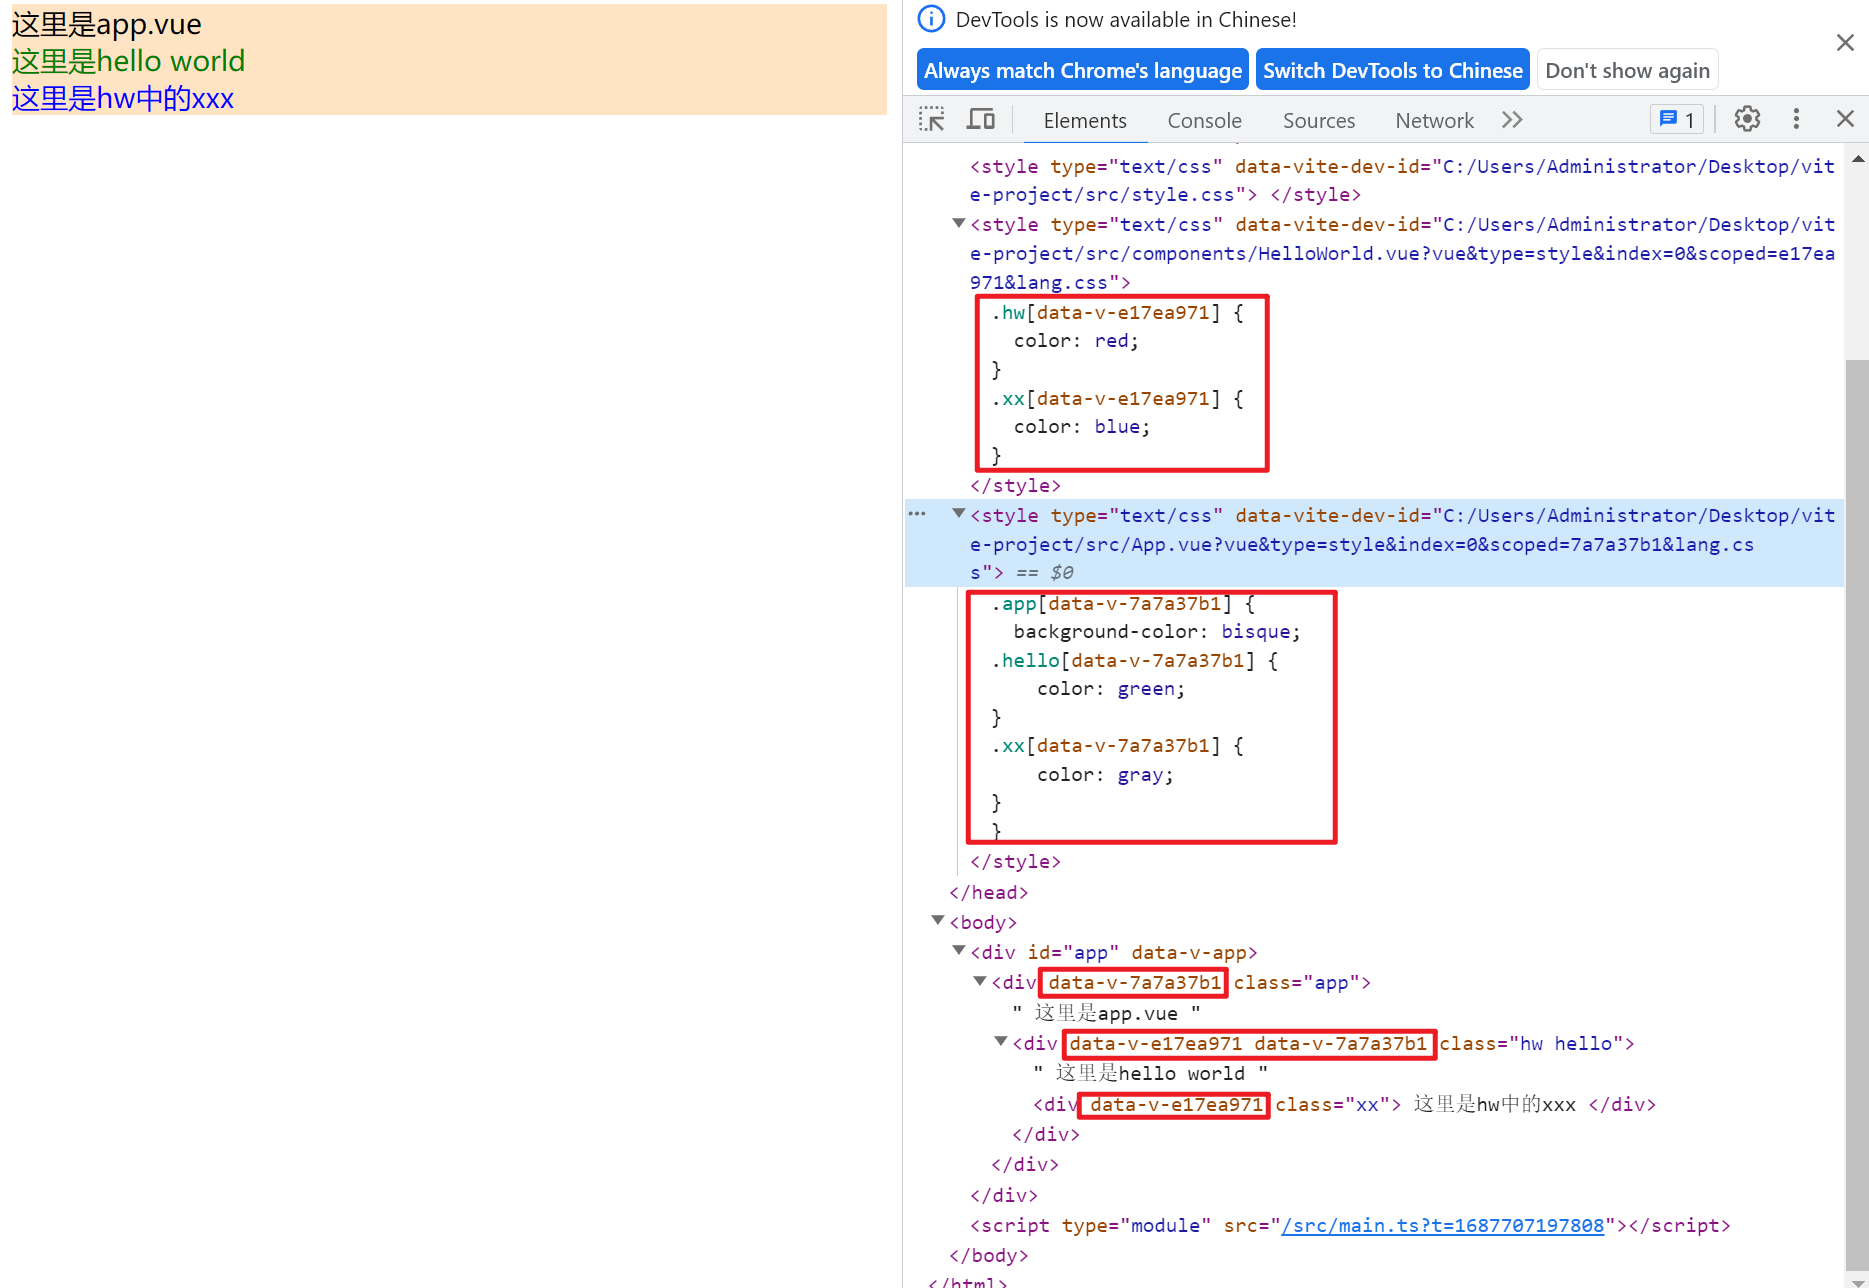 这里是app.vue
这里是hello world
这里是hw中的xxx
DevTools is now available in Chinese!
Always match Chrome's language
Switch DevTools to Chinese
Don't show again
Elements
Console
Sources
Network
1
<style type="text/css" data-vite-dev-id="C:/Users/Administrator/Desktop/vit
e-project/src/style.css"> </style>
<style type="text/css" data-vite-dev-id="C:/Users/Administrator/Desktop/vit
e-project/src/components/HelloWorld.vue?vue&type=style&index=0&scoped=e17ea
971&lang.css">
.hw[data-v-e17ea971] {
color: red;
}
.xx[data-v-e17ea971] {
color: blue;
}
</style>
<style type="text/css" data-vite-dev-id="C:/Users/Administrator/Desktop/vit
e-project/src/App.vue?vue&type=style&index=0&scoped=7a7a37b1&lang.cs
s"> == $0
.app[data-v-7a7a37b1] {
background-color: bisque;
.hello[data-v-7a7a37b1] {
color: green;
}
.xx[data-v-7a7a37b1] {
color: gray;
}
}
</style>
</head>
<body>
<div id="app" data-v-app>
<div data-v-7a7a37b1 class="app">
" 这里是app.vue "
<div data-v-e17ea971 data-v-7a7a37b1 class="hw hello">
" 这里是hello world "
<div data-v-e17ea971 class="xx"> 这里是hw中的xxx </div>
</div>
</div>
</div>
<script type="module" src="/src/main.ts?t=1687707197808"></script>
</body>
</html>